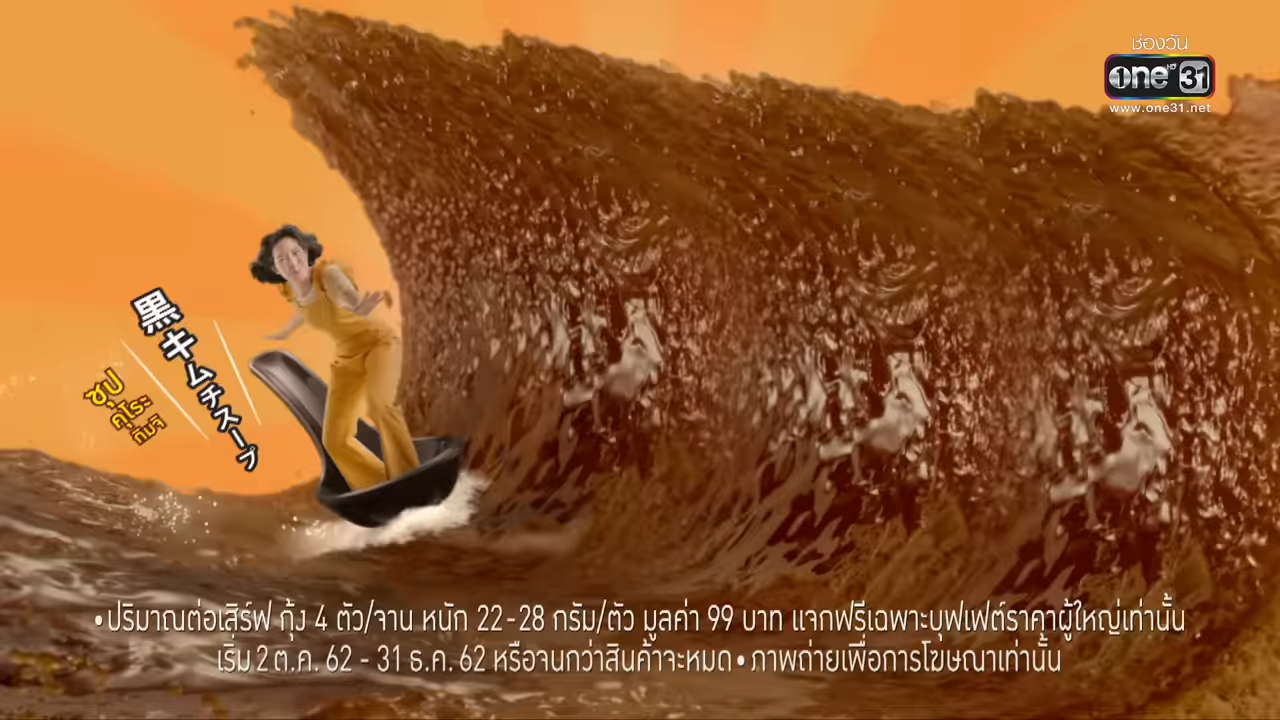 ช่องวัน
one HD 31
www.one31.net
黒キムチスープ
ซุป
คุโระ
กิมจิ
•ปริมาณต่อเสิร์ฟ กุ้ง 4 ตัว/จาน หนัก 22-28 กรัม/ตัว มูลค่า 99 บาท แจกฟรีเฉพาะบุฟเฟต์ราคาผู้ใหญ่เท่านั้น
เริ่ม 2 ต.ค. 62 - 31 ธ.ค. 62 หรือจนกว่าสินค้าจะหมด • ภาพถ่ายเพื่อการโฆษณาเท่านั้น